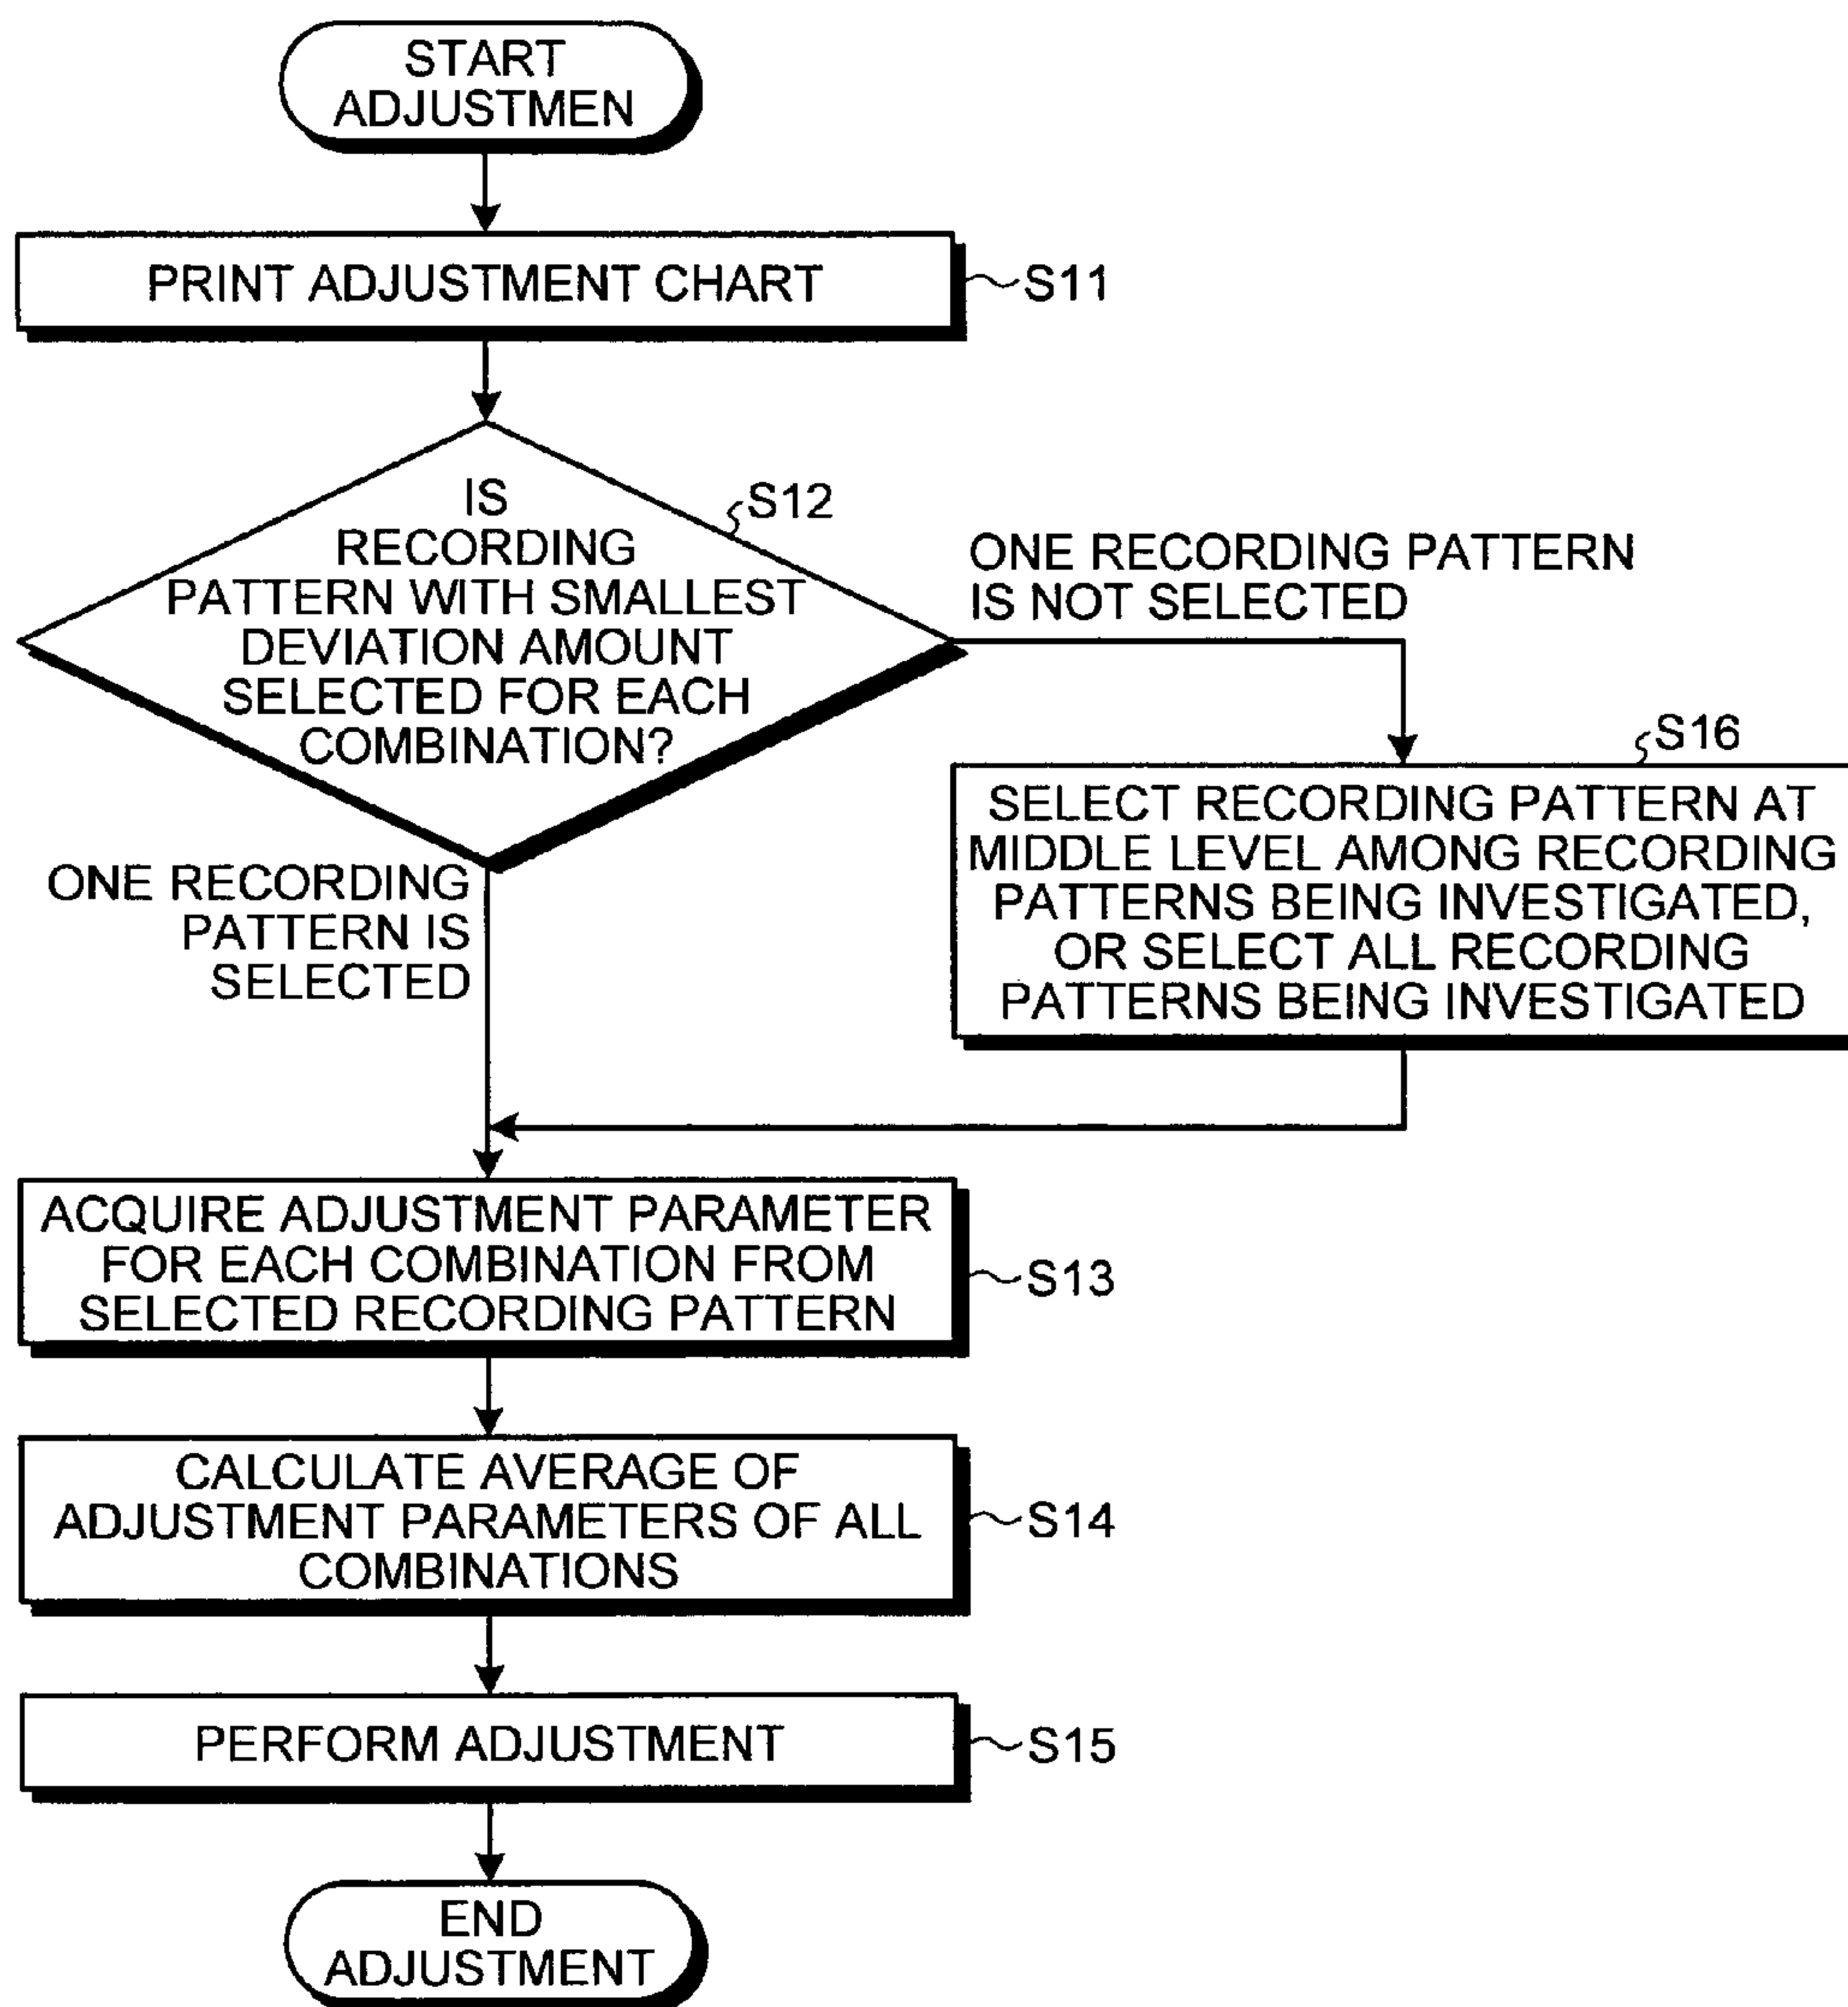 START
ADJUSTMEN
PRINT ADJUSTMENT CHART
S11
IS
RECORDING
PATTERN WITH SMALLEST
DEVIATION AMOUNT
SELECTED FOR EACH
COMBINATION?
S12
ONE RECORDING PATTERN
IS NOT SELECTED
S16
SELECT RECORDING PATTERN AT
MIDDLE LEVEL AMONG RECORDING
PATTERNS BEING INVESTIGATED,
OR SELECT ALL RECORDING
PATTERNS BEING INVESTIGATED
ONE RECORDING
PATTERN IS
SELECTED
ACQUIRE ADJUSTMENT PARAMETER
FOR EACH COMBINATION FROM
SELECTED RECORDING PATTERN
S13
CALCULATE AVERAGE OF
ADJUSTMENT PARAMETERS OF ALL
COMBINATIONS
S14
PERFORM ADJUSTMENT
S15
END
ADJUSTMENT